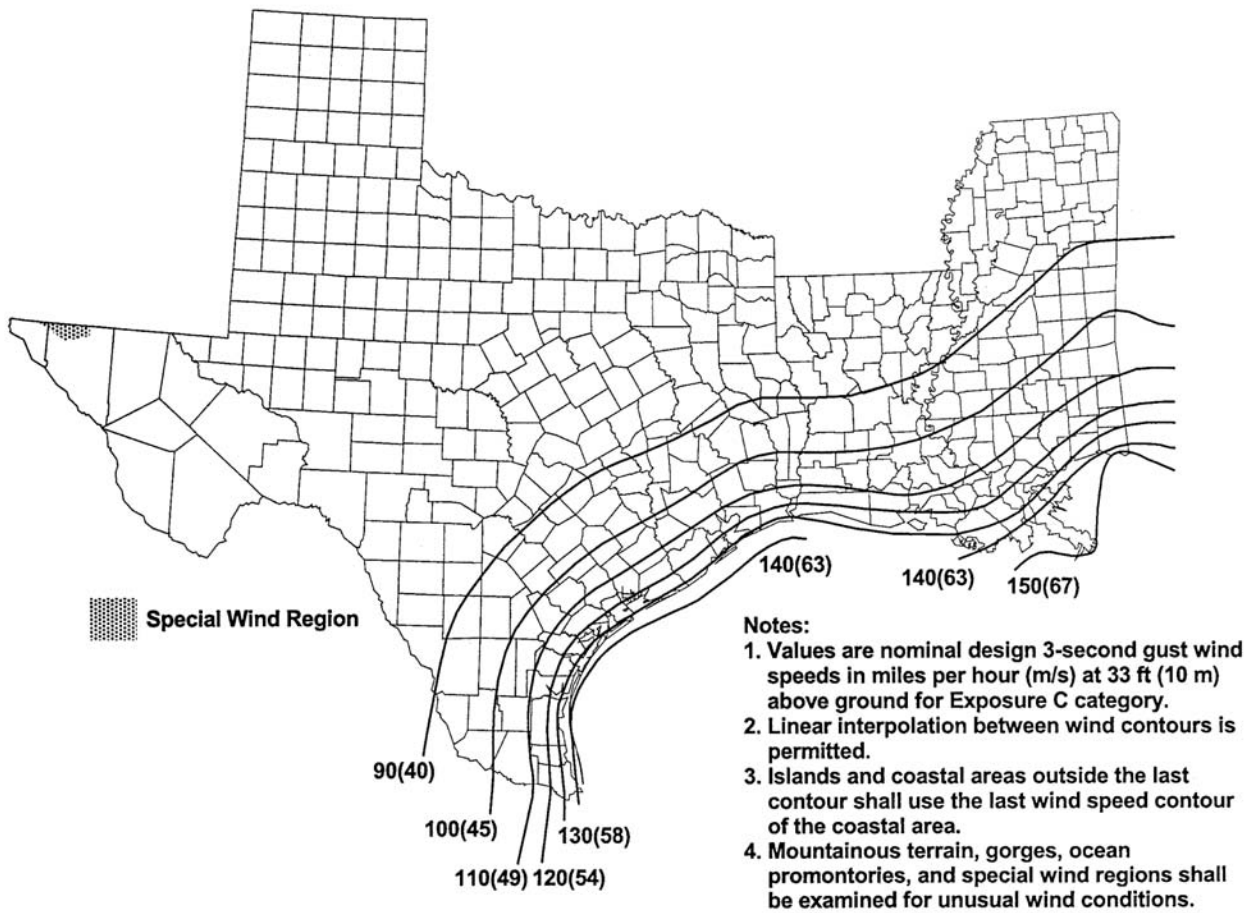 140(63)
140(63)
150(67)
Special Wind Region
90(40)
100(45)
130(58)
110(49)
120(54)
Notes:
1. Values are nominal design 3-second gust wind
speeds in miles per hour (m/s) at 33 ft (10 m)
above ground for Exposure C category.
2. Linear interpolation between wind contours is
permitted.
3. Islands and coastal areas outside the last
contour shall use the last wind speed contour
of the coastal area.
4. Mountainous terrain, gorges, ocean
promontories, and special wind regions shall
be examined for unusual wind conditions.